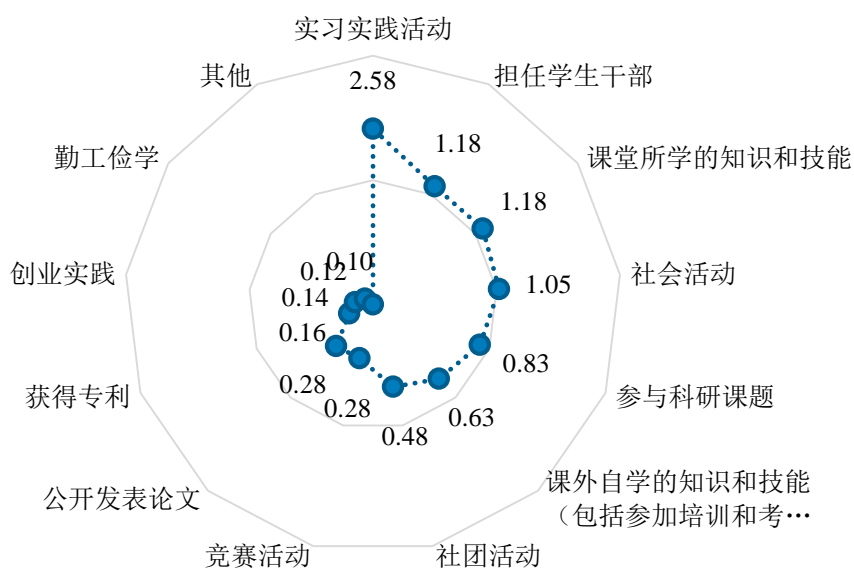 实习实践活动
其他
担任学生干部
2.58
勤工俭学
1.18
课堂所学的知识和技能
1.18
创业实践
0.10
0.12
社会活动
1.05
0.14
0.16
0.83
获得专利
0.28
参与科研课题
0.28
0.63
0.48
公开发表论文
课外自学的知识和技能
（包括参加培训和考…
竞赛活动
社团活动